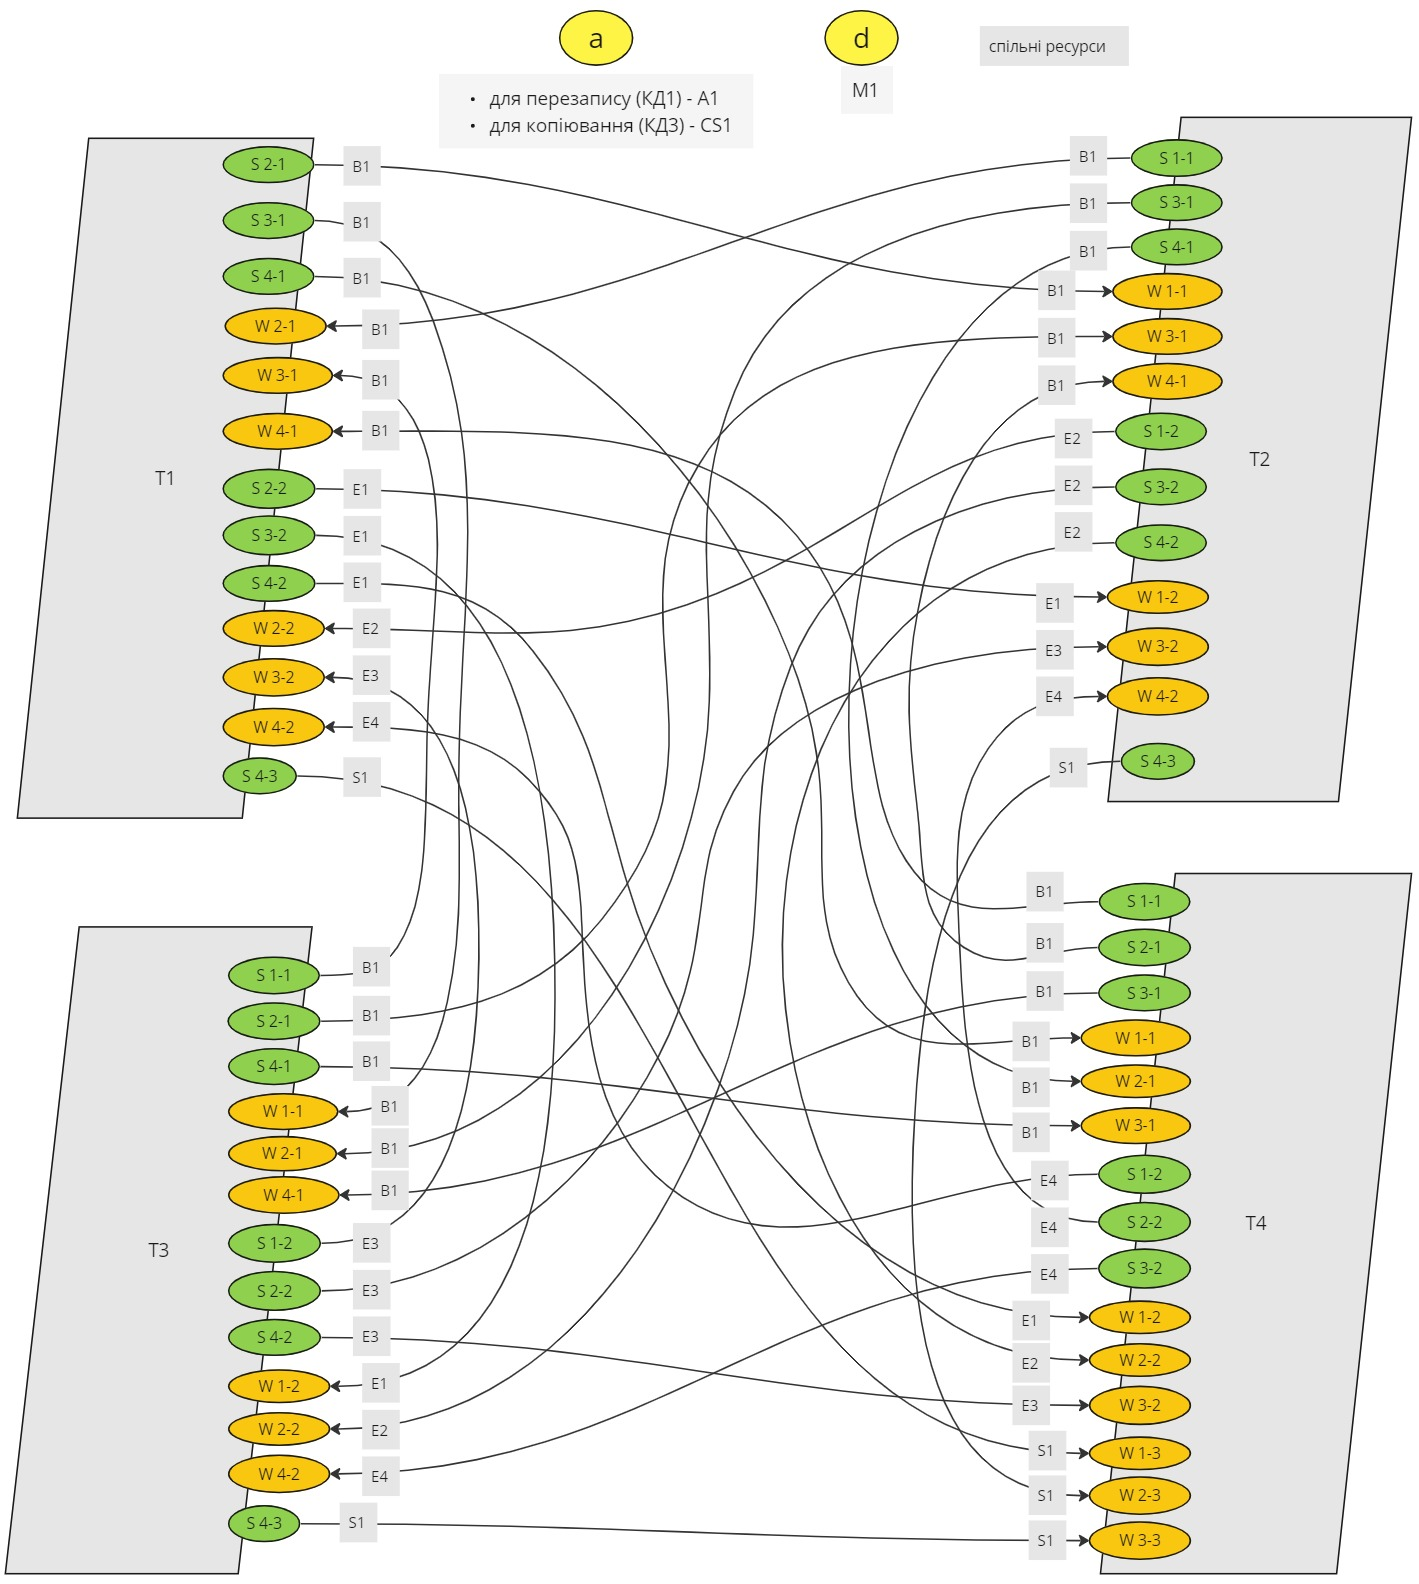 a
d
спільні ресурси
• для перезапису (КД1) - А1
• для копіювання (КД3) - CS1
М1
T1
S 2-1 B1
S 3-1 B1
S 4-1 B1
W 2-1 B1
W 3-1 B1
W 4-1 B1
S 2-2 E1
S 3-2 E1
S 4-2 E1
W 2-2 E2
W 3-2 E3
W 4-2 E4
S 4-3 S1
T2
B1 S 1-1
B1 S 3-1
B1 S 4-1
B1 W 1-1
B1 W 3-1
B1 W 4-1
E2 S 1-2
E2 S 3-2
E2 S 4-2
E1 W 1-2
E3 W 3-2
E4 W 4-2
S1 S 4-3
T3
S 1-1 B1
S 2-1 B1
S 4-1 B1
W 1-1 B1
W 2-1 B1
W 4-1 B1
S 1-2 E3
S 2-2 E3
S 4-2 E3
W 1-2 E1
W 2-2 E2
W 4-2 E4
S 4-3 S1
T4
B1 S 1-1
B1 S 2-1
B1 S 3-1
B1 W 1-1
B1 W 2-1
B1 W 3-1
E4 S 1-2
E4 S 2-2
E4 S 3-2
E1 W 1-2
E2 W 2-2
E3 W 3-2
S1 W 1-3
S1 W 2-3
S1 W 3-3